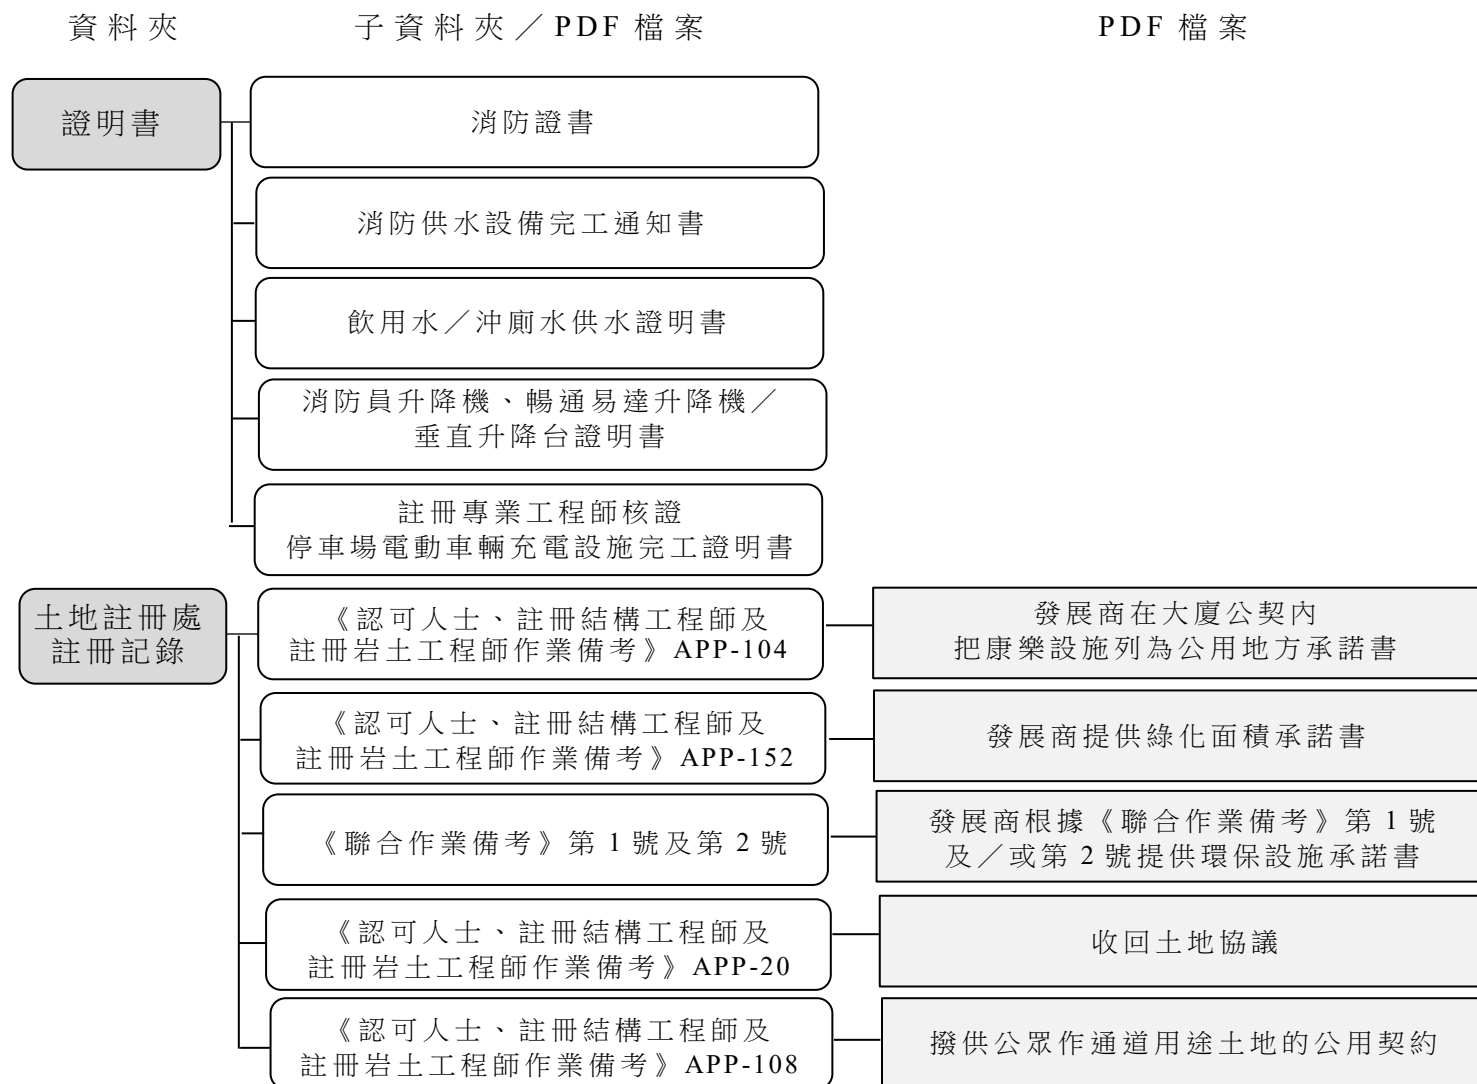 資料夾 子資料夾／PDF 檔案 PDF 檔案
證明書
消防證書
消防供水設備完工通知書
飲用水／沖廁水供水證明書
消防員升降機、暢通易達升降機／
垂直升降台證明書
註冊專業工程師核證
停車場電動車輛充電設施完工證明書
土地註冊處
註冊記錄
《認可人士、註冊結構工程師及
註冊岩土工程師作業備考》APP-104
發展商在大廈公契內
把康樂設施列為公用地方承諾書
《認可人士、註冊結構工程師及
註冊岩土工程師作業備考》APP-152
發展商提供綠化面積承諾書
《聯合作業備考》第 1 號及第 2 號
發展商根據《聯合作業備考》第 1 號
及／或第 2 號提供環保設施承諾書
《認可人士、註冊結構工程師及
註冊岩土工程師作業備考》APP-20
收回土地協議
《認可人士、註冊結構工程師及
註冊岩土工程師作業備考》APP-108
撥供公眾作通道用途土地的公用契約